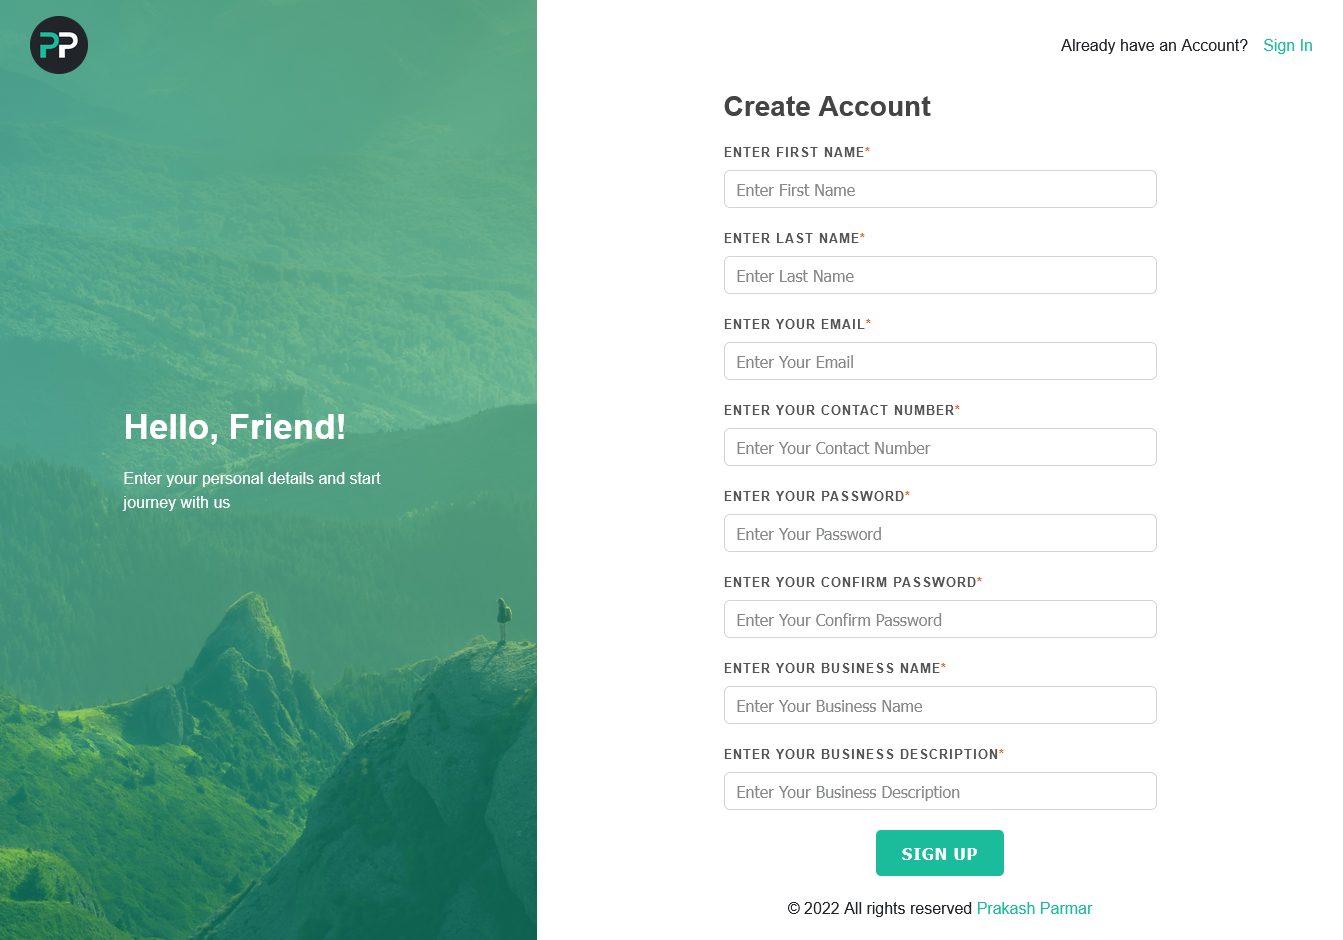 PP
Already have an Account? Sign In
Create Account
ENTER FIRST NAME*
Enter First Name
ENTER LAST NAME*
Enter Last Name
ENTER YOUR EMAIL*
Enter Your Email
ENTER YOUR CONTACT NUMBER*
Enter Your Contact Number
ENTER YOUR PASSWORD*
Enter Your Password
ENTER YOUR CONFIRM PASSWORD*
Enter Your Confirm Password
ENTER YOUR BUSINESS NAME*
Enter Your Business Name
ENTER YOUR BUSINESS DESCRIPTION*
Enter Your Business Description
SIGN UP
© 2022 All rights reserved Prakash Parmar
Hello, Friend!
Enter your personal details and start
journey with us